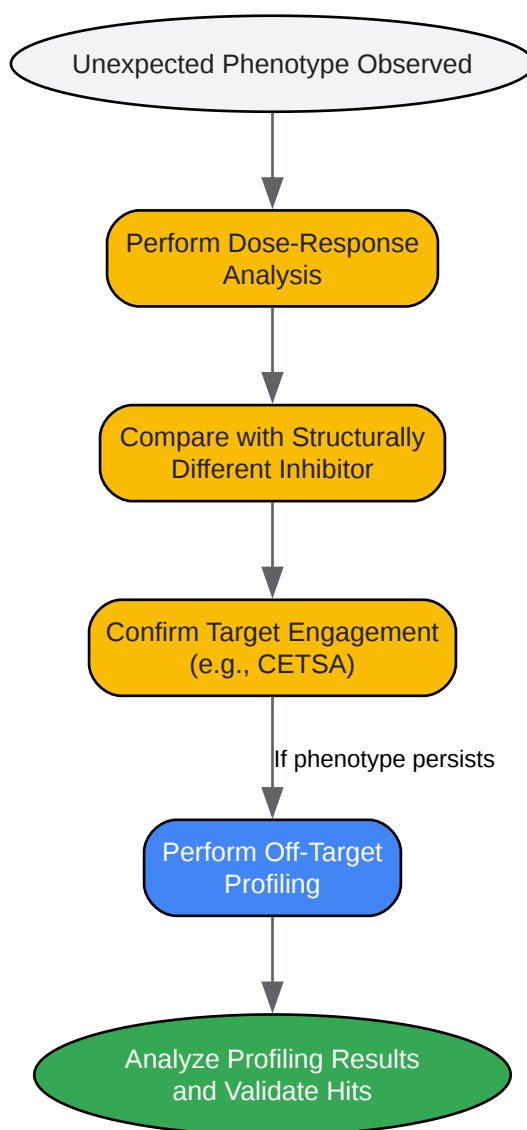 Unexpected Phenotype Observed
Perform Dose-Response
Analysis
Compare with Structurally
Different Inhibitor
Confirm Target Engagement
(e.g., CETSA)
If phenotype persists
Perform Off-Target
Profiling
Analyze Profiling Results
and Validate Hits